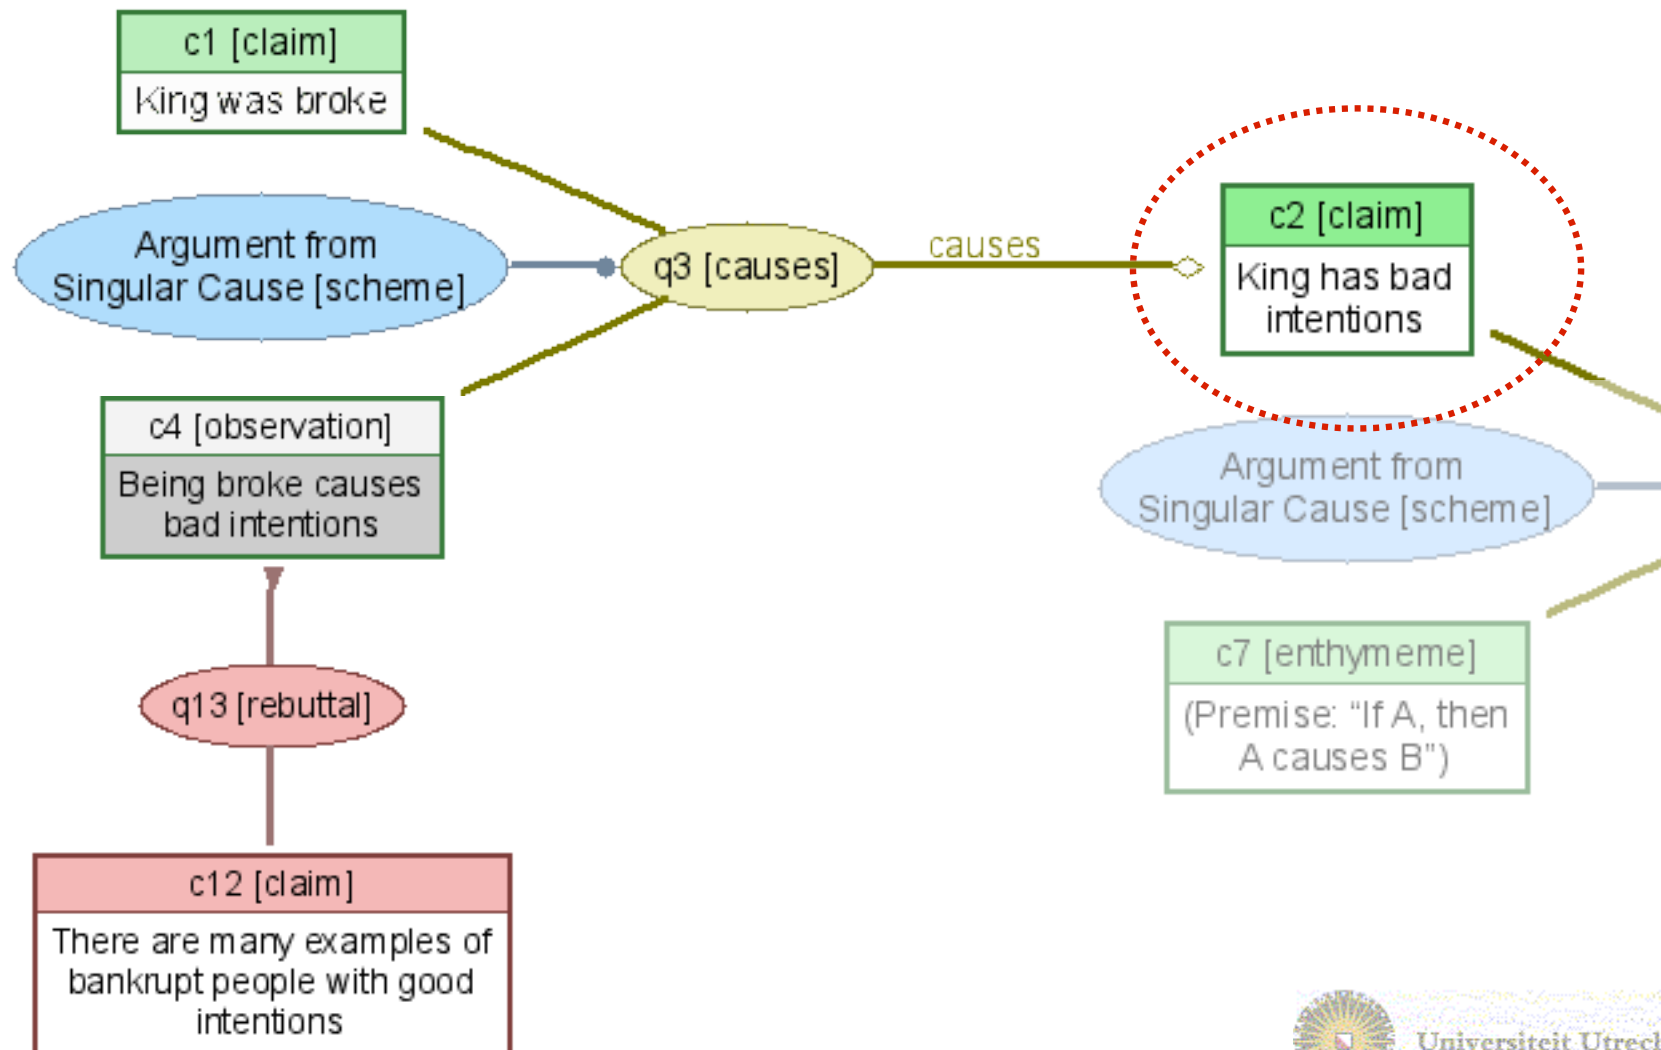 c1 [claim]
King was broke
Argument from
Singular Cause [scheme]
q3 [causes]
causes
c2 [claim]
King has bad
intentions
c4 [observation]
Being broke causes
bad intentions
Argument from
Singular Cause [scheme]
c7 [enthymeme]
(Premise: “If A, then
A causes B”)
q13 [rebuttal]
c12 [claim]
There are many examples of
bankrupt people with good
intentions
Universiteit